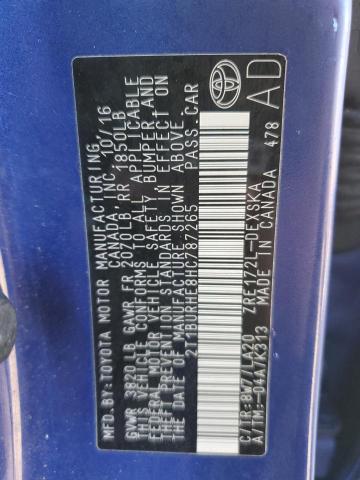 MFD.BY:TOYOTA MOTOR MANUFACTURING
CANADA, INC. 10/16
GVWR 3820LB GAWR FR 2070LB RR 1850LB
THIS VEHICLE CONFORMS TO ALL APPLICABLE
FEDERAL MOTOR VEHICLE SAFETY, BUMPER, AND
THEFT PREVENTION STANDARDS IN EFFECT
ON THE DATE OF MANUFACTURE SHOWN ABOVE.
2T1BURHE8HC787265 PASS.CAR
C/TR:8W7/LA20 ZRE172L-DEXGKA
A/TM:-04A/K313 MADE IN CANADA 478
AD